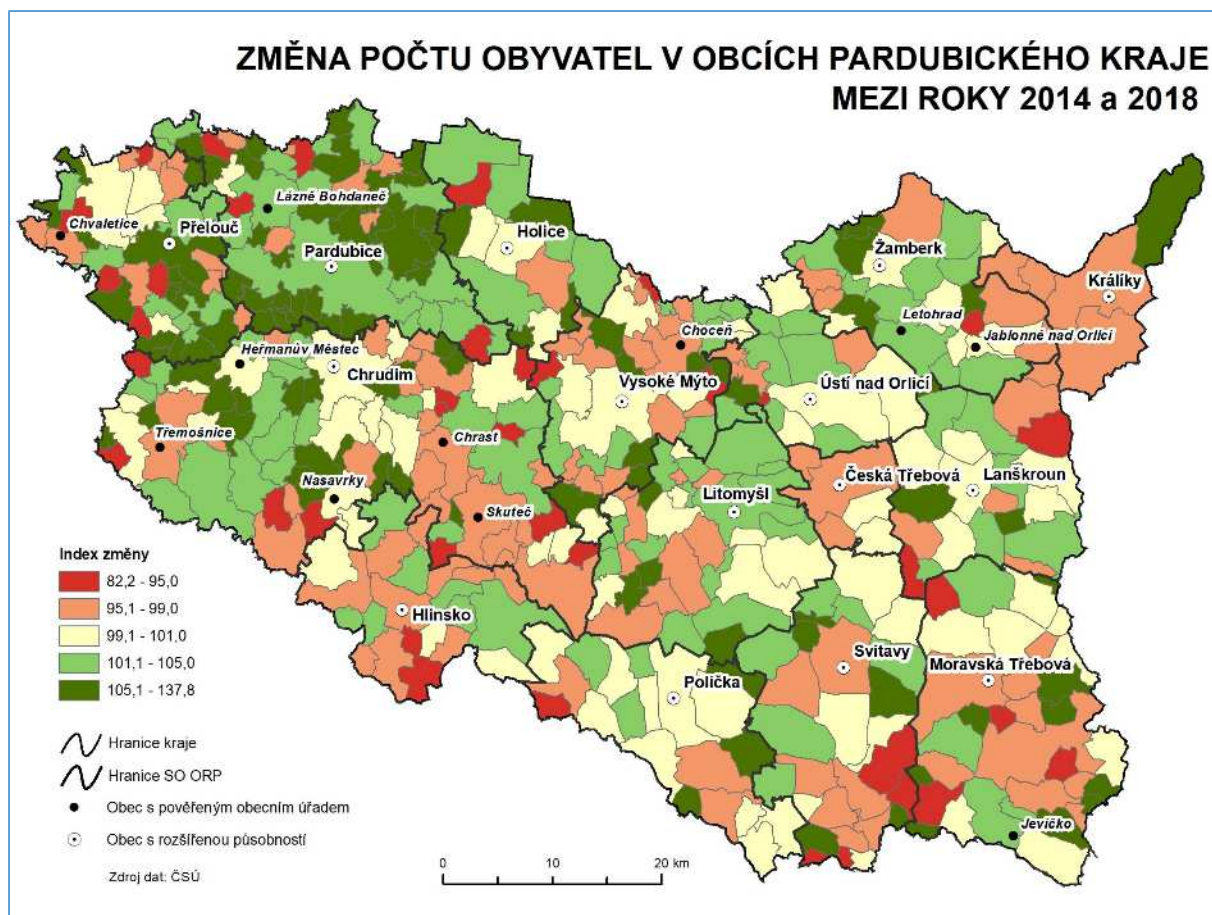 ZMĚNA POČTU OBYVATEL V OBCÍCH PARDUBICKÉHO KRAJE
MEZI ROKY 2014 a 2018
Lázně Bohdaneč
Chvaletice
Přelouč
Pardubice
Holice
Žamberk
Králíky
Letohrad
Jablonné nad Orlicí
Choceň
Heřmanův Městec
Chrudim
Vysoké Mýto
Ústí nad Orlicí
Třemošnice
Chrast
Nasavrky
Skuteč
Litomyšl
Česká Třebová
Lanškroun
Hlinsko
Polička
Svitavy
Moravská Třebová
Jevíčko
Index změny
82,2 - 95,0
95,1 - 99,0
99,1 - 101,0
101,1 - 105,0
105,1 - 137,8
Hranice kraje
Hranice SO ORP
Obec s pověřeným obecním úřadem
Obec s rozšířenou působností
Zdroj dat: ČSÚ
0 10 20 km